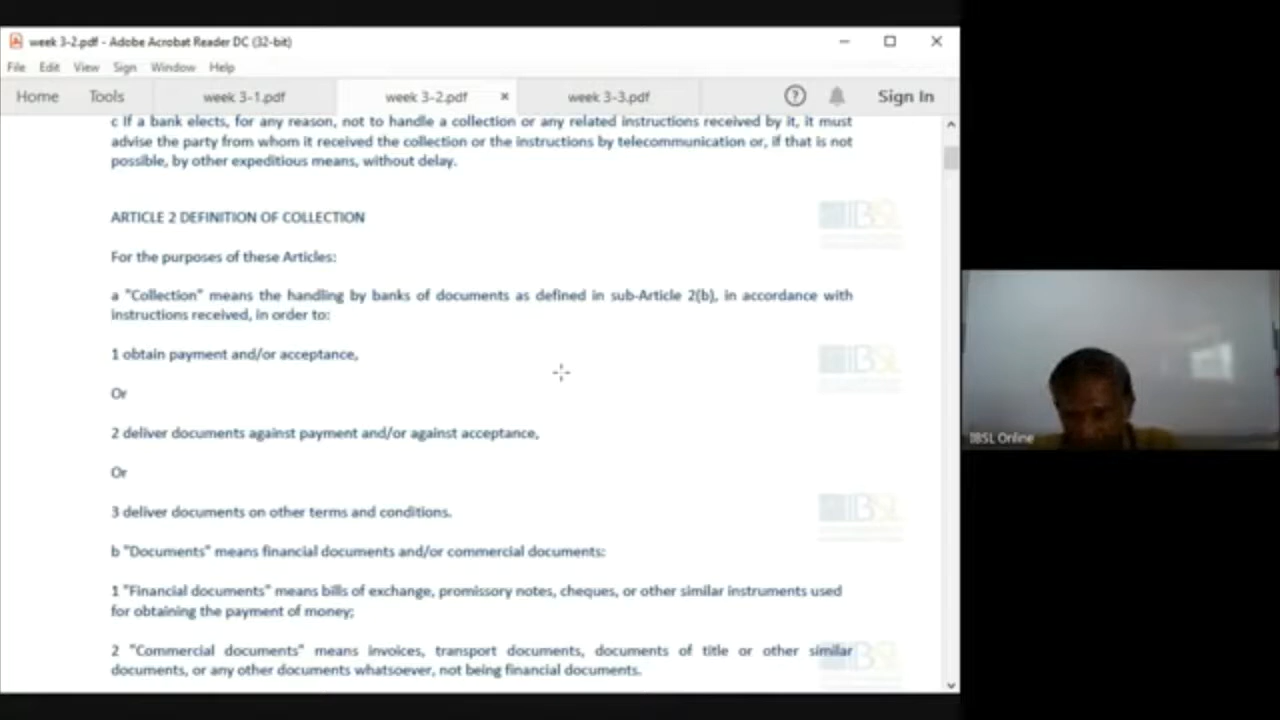 week 3-2.pdf - Adobe Acrobat Reader DC (32-bit)
File Edit View Sign Window Help
Home Tools week 3-1.pdf week 3-2.pdf × week 3-3.pdf ? Sign In
c If a bank elects, for any reason, not to handle a collection or any related instructions received by it, it must
advise the party from whom it received the collection or the instructions by telecommunication or, if that is not
possible, by other expeditious means, without delay.
ARTICLE 2 DEFINITION OF COLLECTION
For the purposes of these Articles:
a "Collection" means the handling by banks of documents as defined in sub-Article 2(b), in accordance with
instructions received, in order to:
1 obtain payment and/or acceptance,
Or
2 deliver documents against payment and/or against acceptance,
Or
3 deliver documents on other terms and conditions.
b "Documents" means financial documents and/or commercial documents:
1 "Financial documents" means bills of exchange, promissory notes, cheques, or other similar instruments used
for obtaining the payment of money;
2 "Commercial documents" means invoices, transport documents, documents of title or other similar
documents, or any other documents whatsoever, not being financial documents.
IBSL
IBSL
IBSL
IBSL
IBSL Online